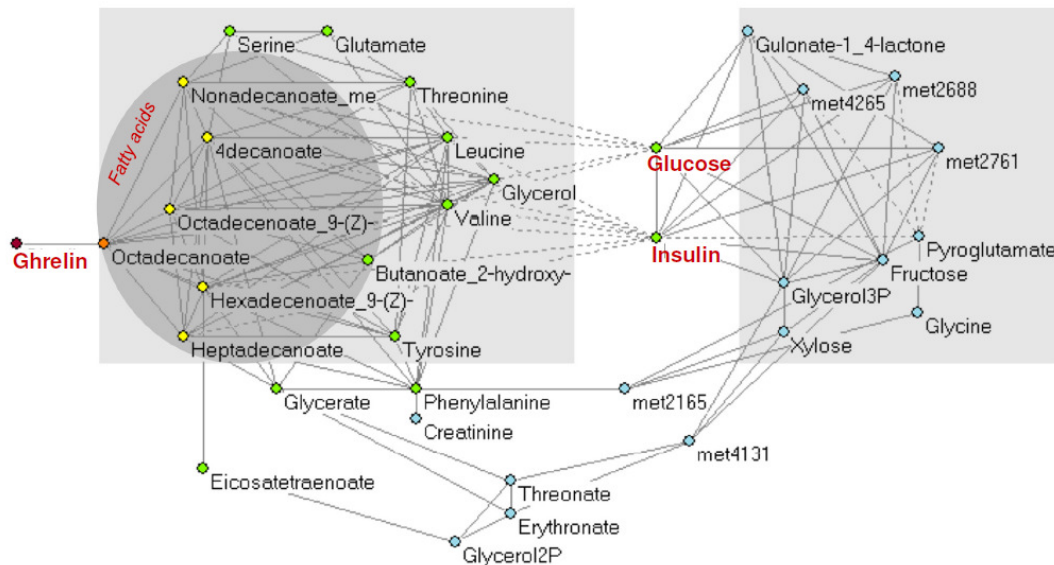 Serine
Glutamate
Gulonate-1_4-lactone
Nonadecanoate_me
Threonine
met4265
met2688
Fatty acids
4decanoate
Leucine
Glucose
met2761
Glycerol
Octadecenoate_9-(Z)-
Valine
Ghrelin
Octadecanoate
Butanoate_2-hydroxy-
Insulin
Pyroglutamate
Fructose
Hexadecenoate_9-(Z)-
Glycerol3P
Glycine
Heptadecanoate
Tyrosine
Xylose
Glycerate
Phenylalanine
met2165
Creatinine
met4131
Eicosatetraenoate
Threonate
Erythronate
Glycerol2P